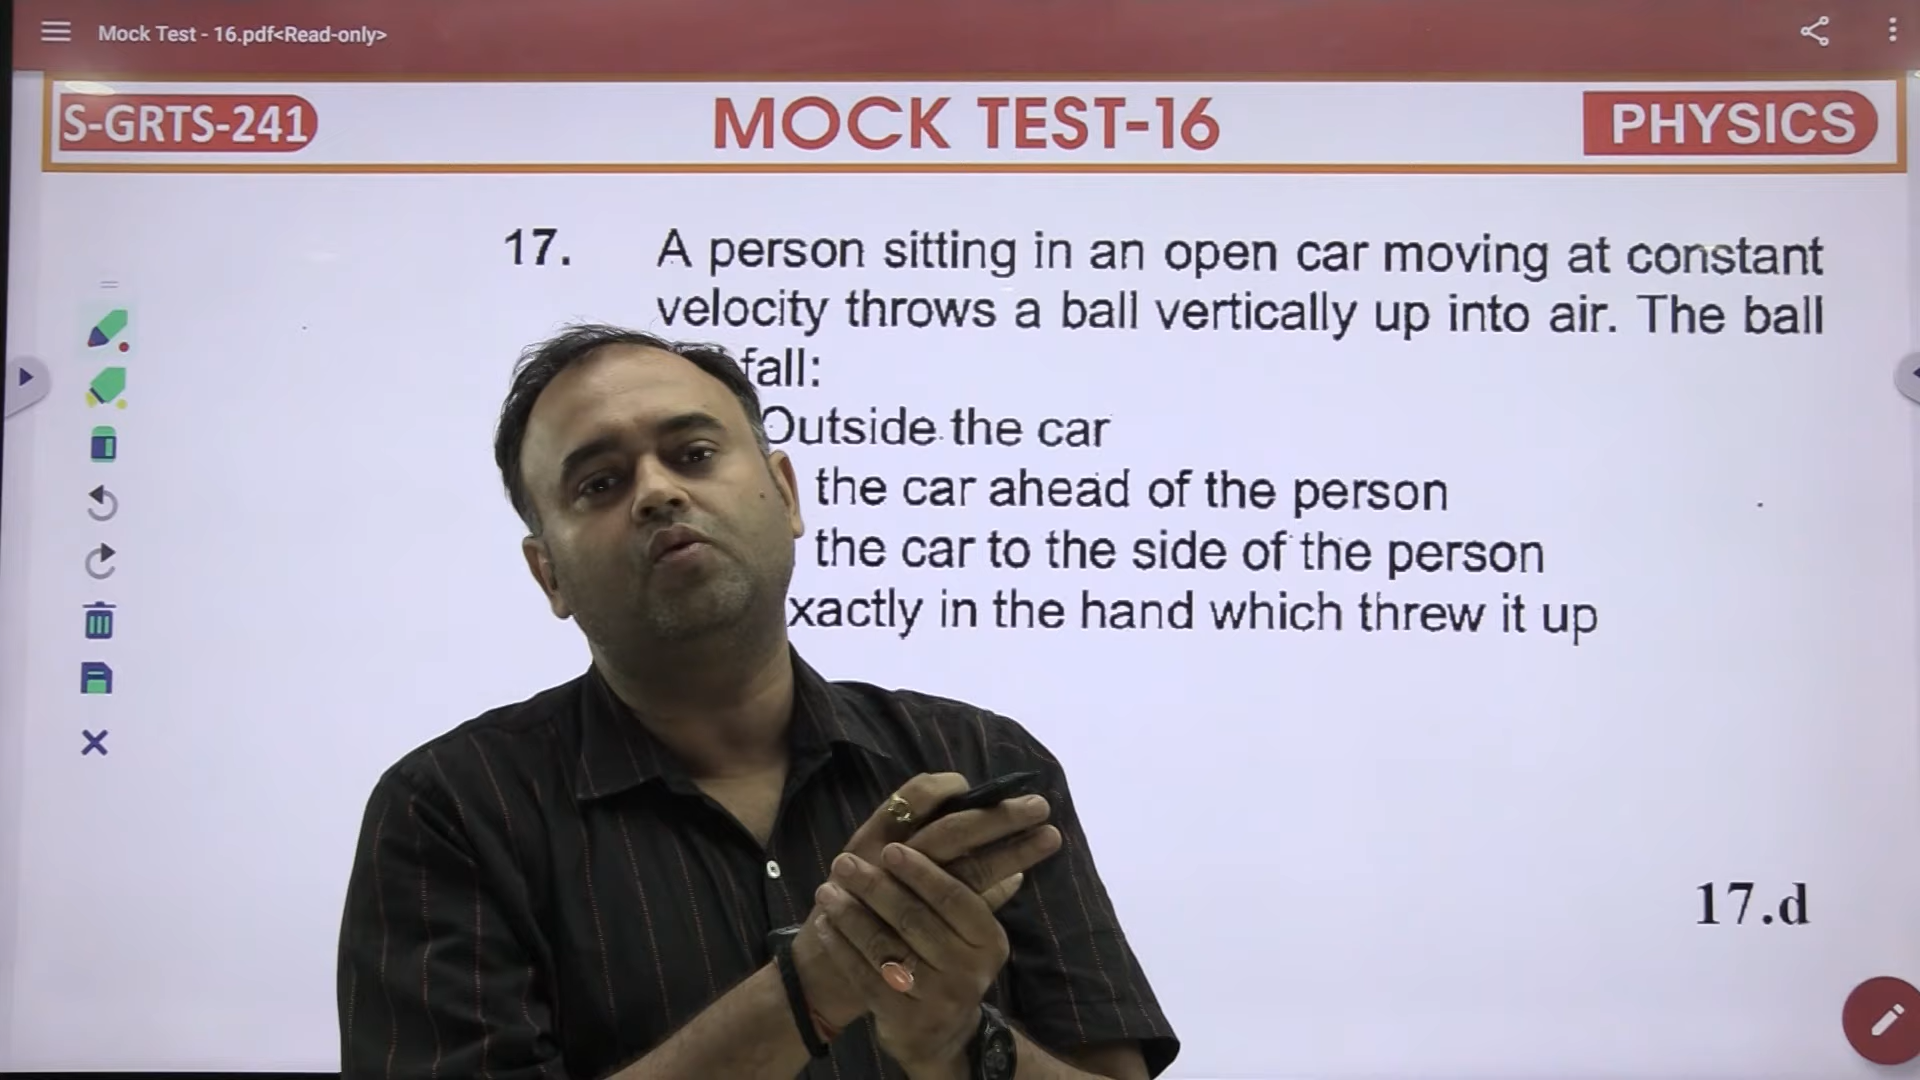 Mock Test - 16.pdf<Read-only>
S-GRTS-241
MOCK TEST-16
PHYSICS
17. A person sitting in an open car moving at constant
velocity throws a ball vertically up into air. The ball
fall:
Outside the car
the car ahead of the person
the car to the side of the person
xactly in the hand which threw it up
17.d